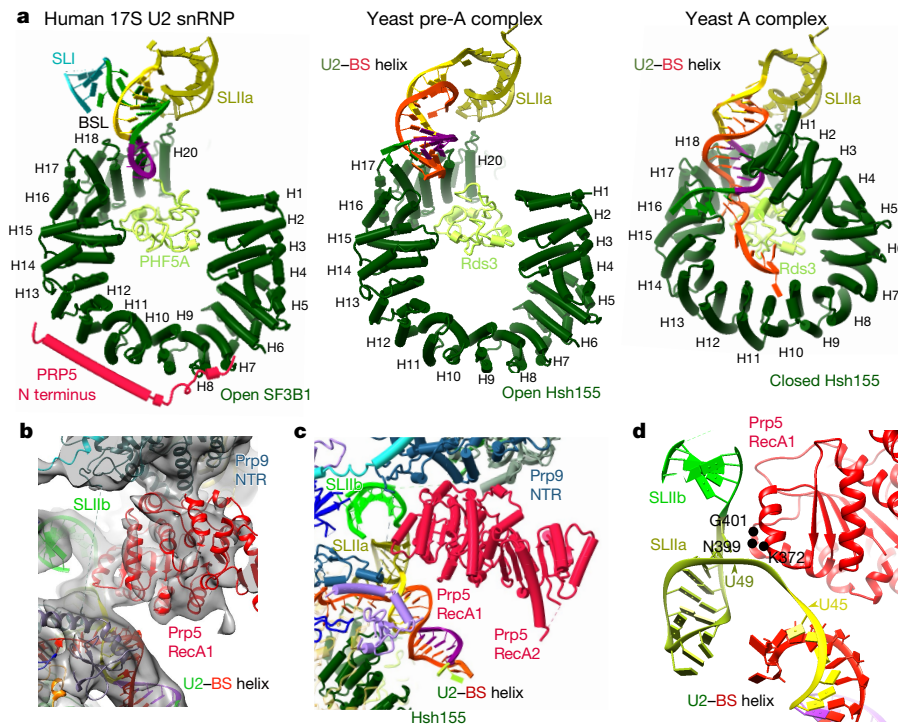 a
Human 17S U2 snRNP
Yeast pre-A complex
Yeast A complex
SLI
SLIIa
BSL
H18
H20
H17
H16
H15
H14
H13
H12
H11
H10
H9
H8
H7
H6
H5
H4
H3
H2
H1
PHF5A
PRP5
N terminus
Open SF3B1
U2–BS helix
SLIIa
H17
H20
H16
H15
H14
H13
H12
H11
H10
H9
H8
H7
H6
H5
H4
H3
H2
H1
Rds3
Open Hsh155
U2–BS helix
SLIIa
H1
H2
H3
H4
H5
H7
H8
H9
H10
H11
H12
H13
H14
H16
H17
H18
Rds3
Closed Hsh155
b
SLIIb
Prp9
NTR
Prp5
RecA1
U2–BS helix
c
SLIIb
SLIIa
Prp9
NTR
Prp5
RecA1
Prp5
RecA2
U2–BS helix
Hsh155
d
Prp5
RecA1
SLIIb
G401
N399
K372
SLIIa
U49
U45
U2–BS helix